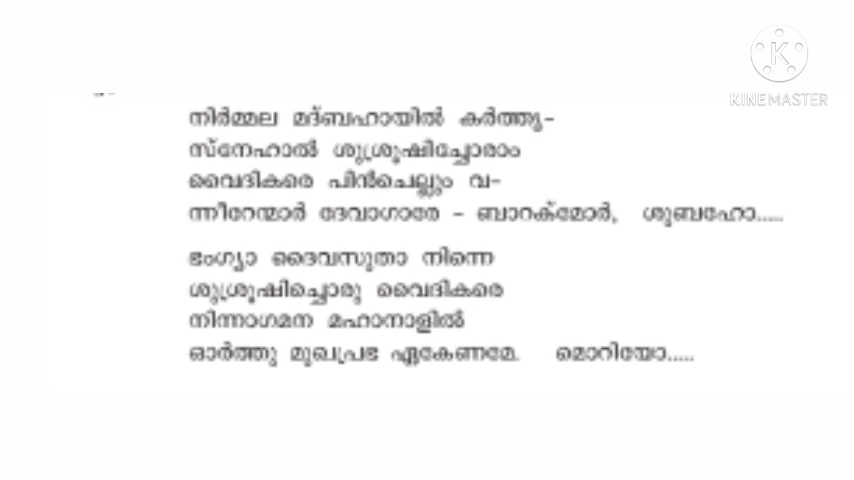 KINEMASTER
നിർമ്മല മദ്ബഹായിൽ കർത്തൃ-
സ്നേഹാൽ ശുശ്രൂഷിച്ചോരാം
വൈദികരെ പിൻചെല്ലും വ-
ന്നീറേന്മാർ ദേവാഗാരേ - ബാറക്മോർ, ശുബഹോ.....
ഭംഗ്യാ ദൈവസുതാ നിന്നെ
ശുശ്രൂഷിച്ചൊരു വൈദികരെ
നിന്നാഗമന മഹാനാളിൽ
ഓർത്തു മുഖപ്രഭ ഏകേണമേ. മൊറിയോ.....